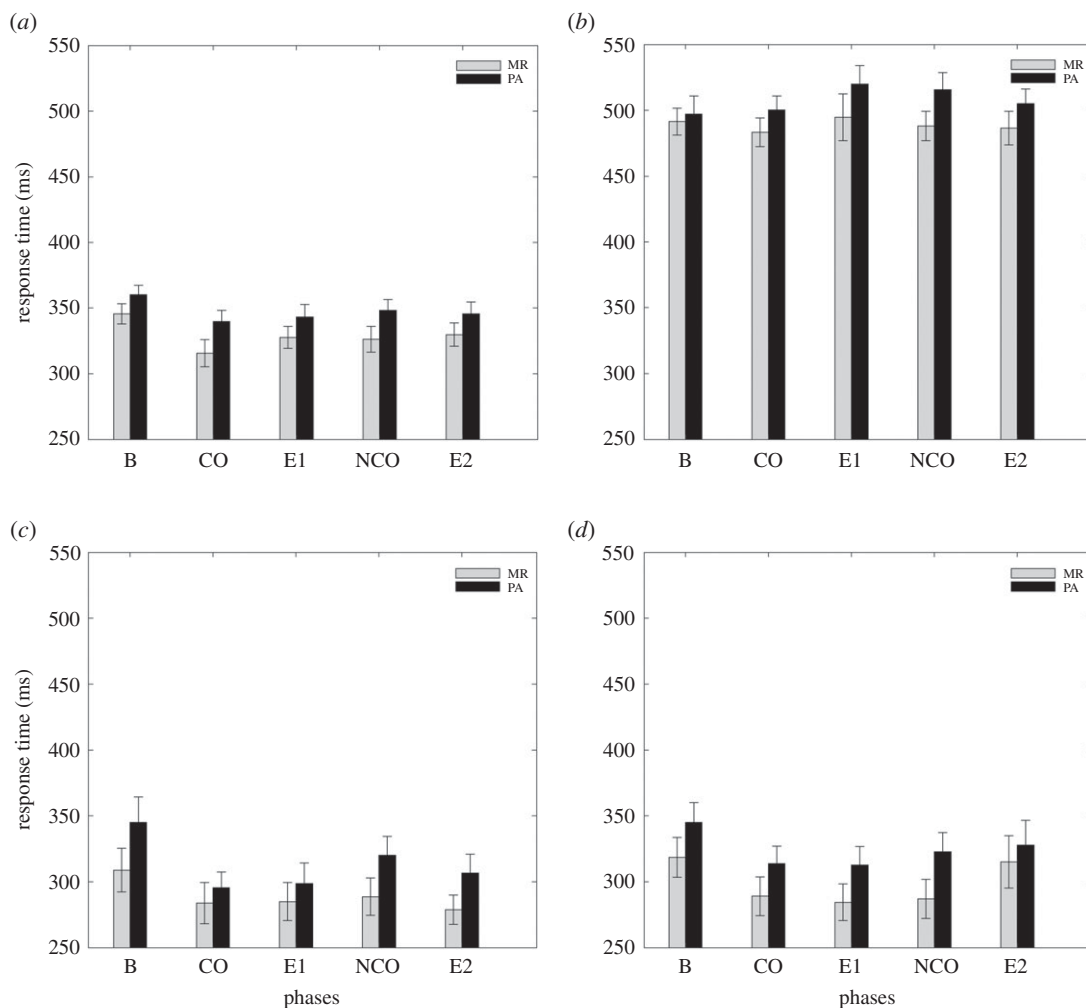 (a)
550
500
450
400
350
300
250
response time (ms)
MR
PA
B CO E1 NCO E2
(b)
550
500
450
400
350
300
250
MR
PA
B CO E1 NCO E2
(c)
550
500
450
400
350
300
250
response time (ms)
MR
PA
B CO E1 NCO E2
phases
(d)
550
500
450
400
350
300
250
MR
PA
B CO E1 NCO E2
phases